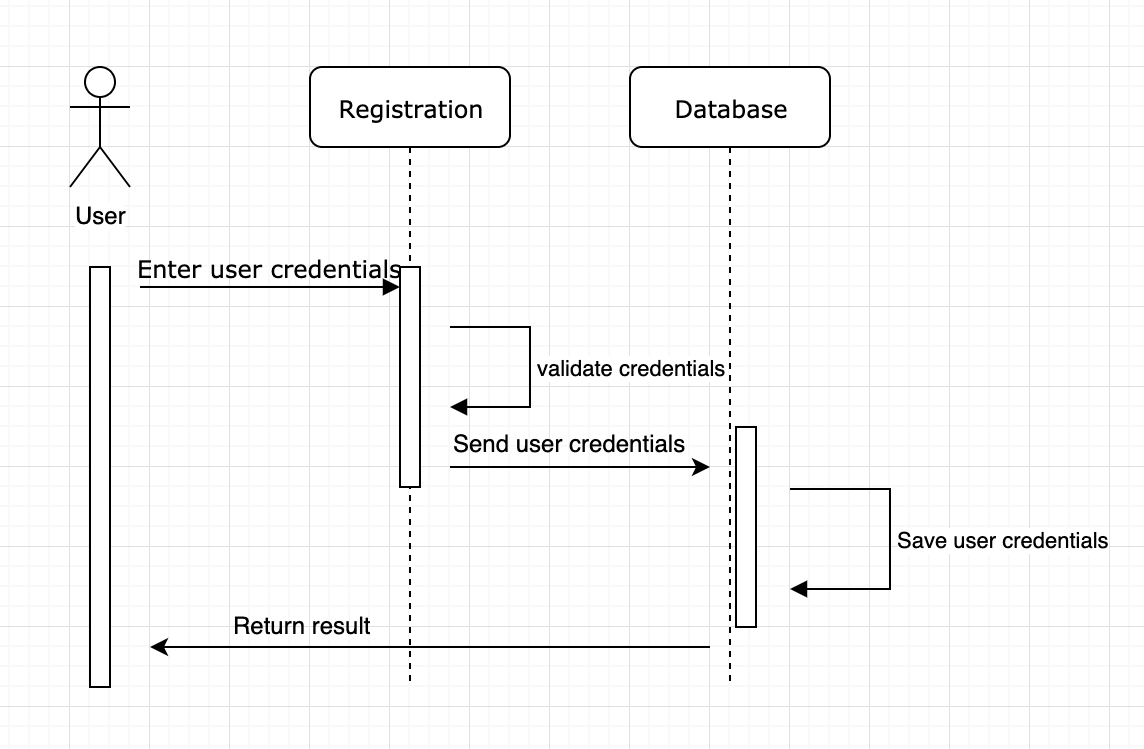 Registration
Database
User
Enter user credentials
validate credentials
Send user credentials
Save user credentials
Return result